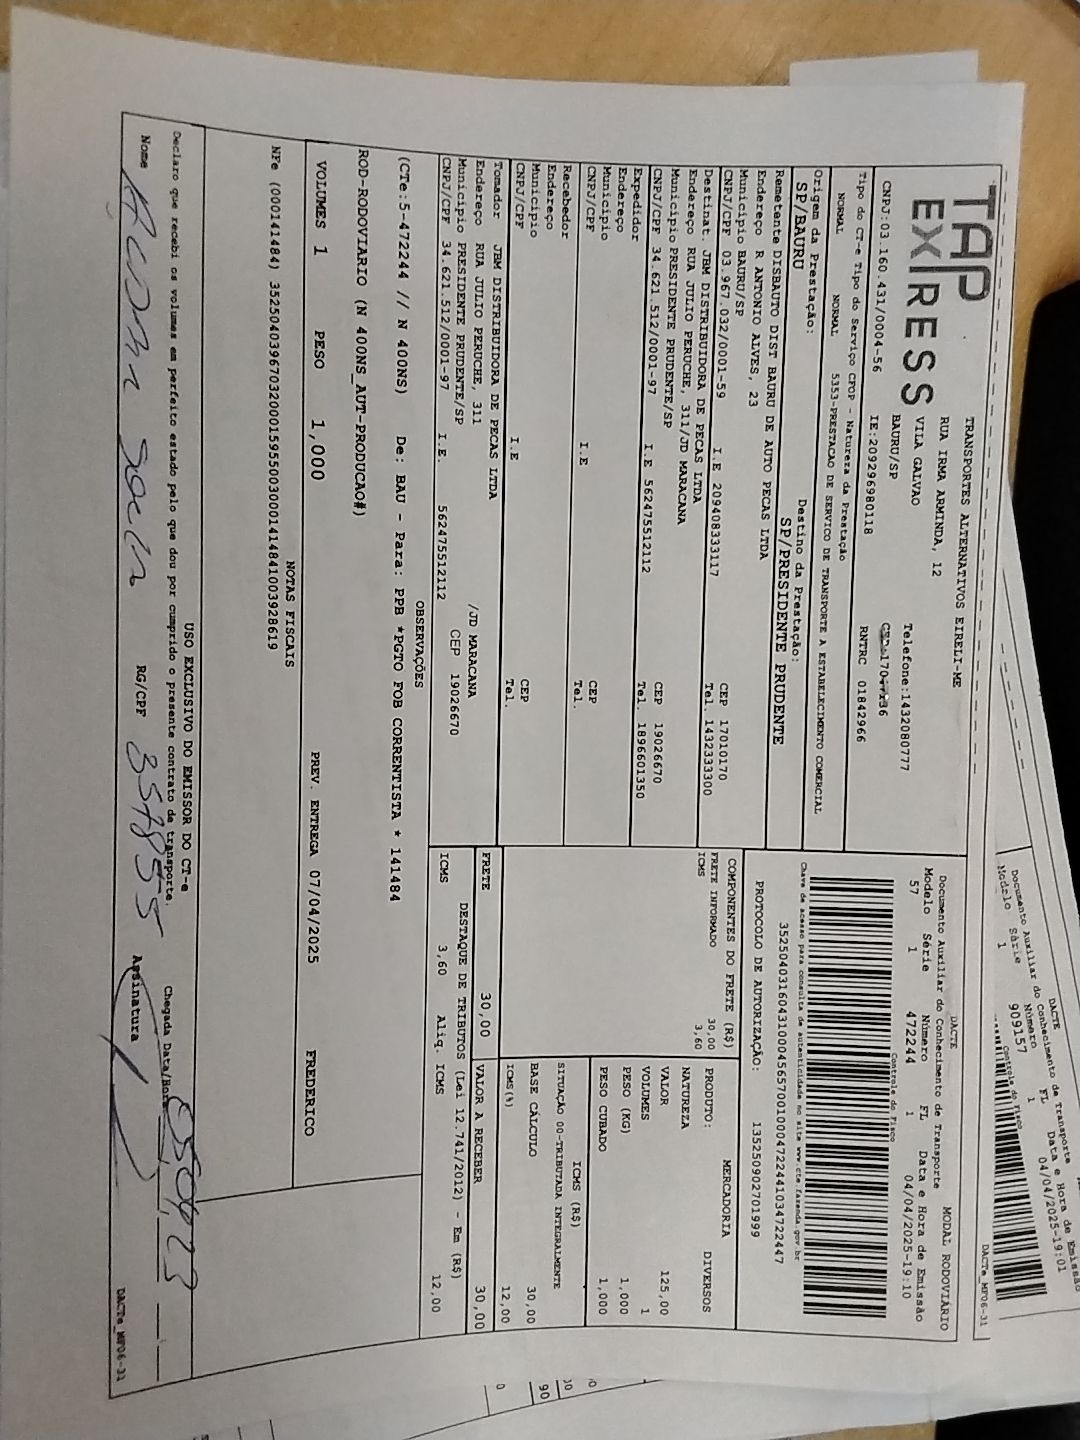 TAP
EXPRESS
TRANSPORTES ALTERNATIVOS EIRELI-ME
RUA IRMA ARMINDA, 12
VILA GALVAO
BAURU/SP
Telefone:1432080777
CNPJ:03.160.431/0004-56
IE:209296980118
RNTRC 01842966
Tipo do CT-e Tipo do Serviço CFOP - Natureza da Prestação
NORMAL NORMAL 5353-PRESTACAO DE SERVICO DE TRANSPORTE A ESTABELECIMENTO COMERCIAL
Origem da Prestação: Destino da Prestação:
SP/BAURU SP/PRESIDENTE PRUDENTE
Remetente DISBAUTO DIST BAURU DE AUTO PECAS LTDA
Endereço R ANTONIO ALVES, 23
Município BAURU/SP CEP 17010170
CNPJ/CPF 03.967.032/0001-59 I.E 209408333117 Tel. 1432333300
Destinat. JBM DISTRIBUIDORA DE PECAS LTDA
Endereço RUA JULIO PERUCHE, 311/JD MARACANA
Município PRESIDENTE PRUDENTE/SP CEP 19026670
CNPJ/CPF 34.621.512/0001-97 I.E 562475512112 Tel. 1896601350
Expedidor
Endereço
Município CEP
CNPJ/CPF I.E Tel.
Recebedor
Endereço
Município CEP
CNPJ/CPF I.E Tel.
Tomador JBM DISTRIBUIDORA DE PECAS LTDA
Endereço RUA JULIO PERUCHE, 311 /JD MARACANA
Município PRESIDENTE PRUDENTE/SP CEP 19026670
CNPJ/CPF 34.621.512/0001-97 I.E. 562475512112
DACTE MODAL RODOVIÁRIO
Documento Auxiliar do Conhecimento de Transporte
Modelo Série Número FL Data e Hora de Emissão
57 1 472244 1 04/04/2025-19:10
Controle do Fisco
Chave de acesso para consulta de autenticidade no site www.cte.fazenda.gov.br
35250403160431000456570010004722441034722447
PROTOCOLO DE AUTORIZAÇÃO: 135250902701999
COMPONENTES DO FRETE (R$)
FRETE INFORMADO 30,00
ICMS 3,60
PRODUTO: MERCADORIA
NATUREZA DIVERSOS
VALOR 125,00
VOLUMES 1
PESO (KG) 1,000
PESO CUBADO 1,000
ICMS (R$)
SITUAÇÃO 00-TRIBUTADA INTEGRALMENTE
BASE CÁLCULO 30,00
ICMS(%) 12,00
FRETE 30,00 VALOR A RECEBER 30,00
DESTAQUE DE TRIBUTOS (Lei 12.741/2012) - Em (R$)
ICMS 3,60 Aliq. ICMS 12,00
OBSERVAÇÕES
(CTe:5-472244 // N 400NS) De: BAU - Para: PPB *PGTO FOB CORRENTISTA * 141484
ROD-RODOVIARIO (N 400NS_AUT-PRODUCAO#)
VOLUMES 1 PESO 1,000 PREV. ENTREGA 07/04/2025 FREDERICO
NOTAS FISCAIS
NFe (000141484) 35250403967032000159550030001414841003928619
USO EXCLUSIVO DO EMISSOR DO CT-e
Declaro que recebi os volumes em perfeito estado pelo que dou por cumprido o presente contrato de transporte.
Chegada Data/Hora
Nome RG/CPF Assinatura
DACTe_MF06-31
DACTE
Documento Auxiliar do Conhecimento de Transporte
Modelo Série Número FL Data e Hora de Emissão
1 909157 1 04/04/2025-19:01
Controle do Fisco
DACTe_MF06-31